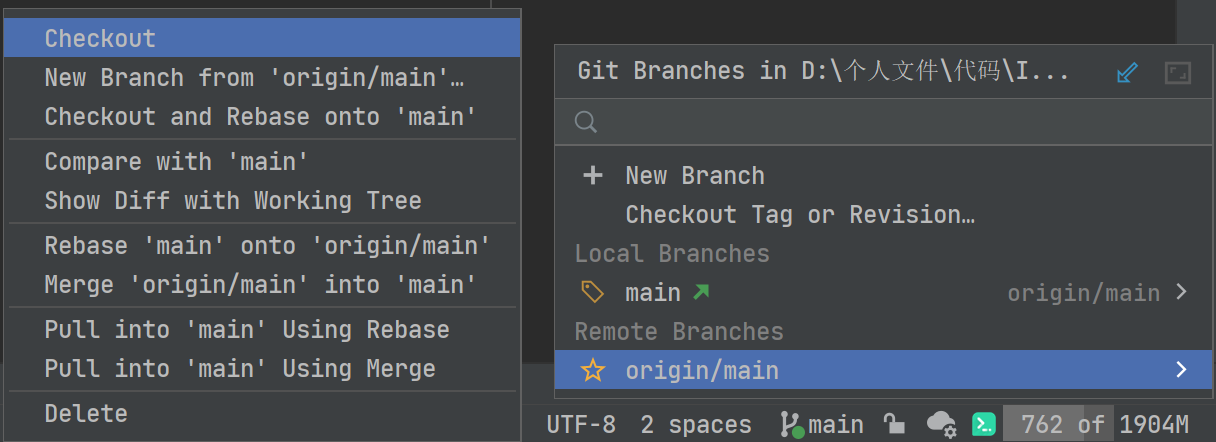 Checkout
New Branch from 'origin/main'…
Checkout and Rebase onto 'main'
Compare with 'main'
Show Diff with Working Tree
Rebase 'main' onto 'origin/main'
Merge 'origin/main' into 'main'
Pull into 'main' Using Rebase
Pull into 'main' Using Merge
Delete
Git Branches in D:\个人文件\代码\I...
New Branch
Checkout Tag or Revision…
Local Branches
main origin/main
Remote Branches
origin/main
UTF-8 2 spaces main 762 of 1904M